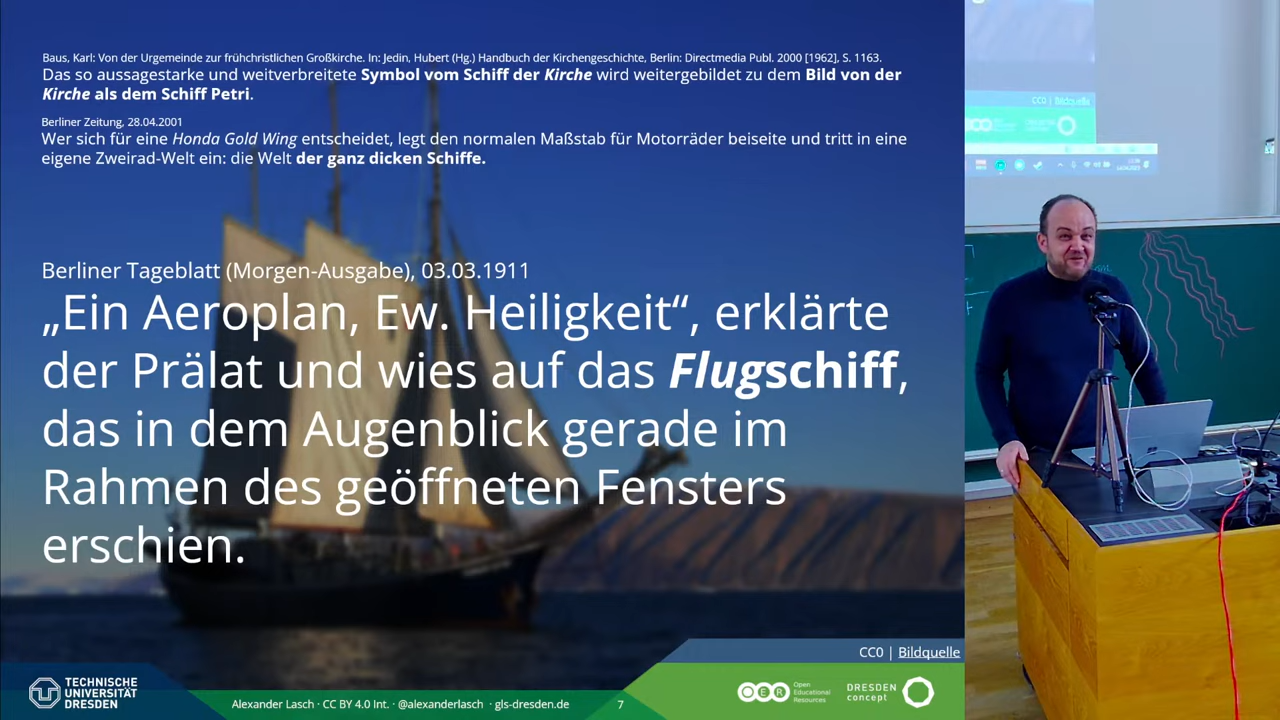 Baus, Karl: Von der Urgemeinde zur frühchristlichen Großkirche. In: Jedin, Hubert (Hg.) Handbuch der Kirchengeschichte, Berlin: Directmedia Publ. 2000 [1962], S. 1163.
Das so aussagestarke und weitverbreitete Symbol vom Schiff der Kirche wird weitergebildet zu dem Bild von der
Kirche als dem Schiff Petri.
Berliner Zeitung, 28.04.2001
Wer sich für eine Honda Gold Wing entscheidet, legt den normalen Maßstab für Motorräder beiseite und tritt in eine
eigene Zweirad-Welt ein: die Welt der ganz dicken Schiffe.
Berliner Tageblatt (Morgen-Ausgabe), 03.03.1911
„Ein Aeroplan, Ew. Heiligkeit“, erklärte
der Prälat und wies auf das Flugschiff,
das in dem Augenblick gerade im
Rahmen des geöffneten Fensters
erschien.
CC0 | Bildquelle
TECHNISCHE
UNIVERSITÄT
DRESDEN
Alexander Lasch · CC BY 4.0 Int. · @alexanderlasch · gls-dresden.de
7
OER
Open
Educational
Resources
DRESDEN
concept
CC0 | Bildquelle